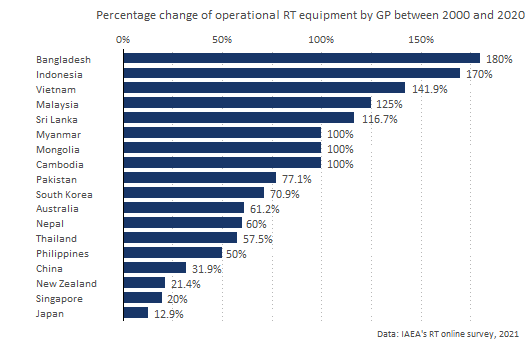 Percentage change of operational RT equipment by GP between 2000 and 2020
0% 50% 100% 150%
Bangladesh 180%
Indonesia 170%
Vietnam 141.9%
Malaysia 125%
Sri Lanka 116.7%
Myanmar 100%
Mongolia 100%
Cambodia 100%
Pakistan 77.1%
South Korea 70.9%
Australia 61.2%
Nepal 60%
Thailand 57.5%
Philippines 50%
China 31.9%
New Zealand 21.4%
Singapore 20%
Japan 12.9%
Data: IAEA's RT online survey, 2021